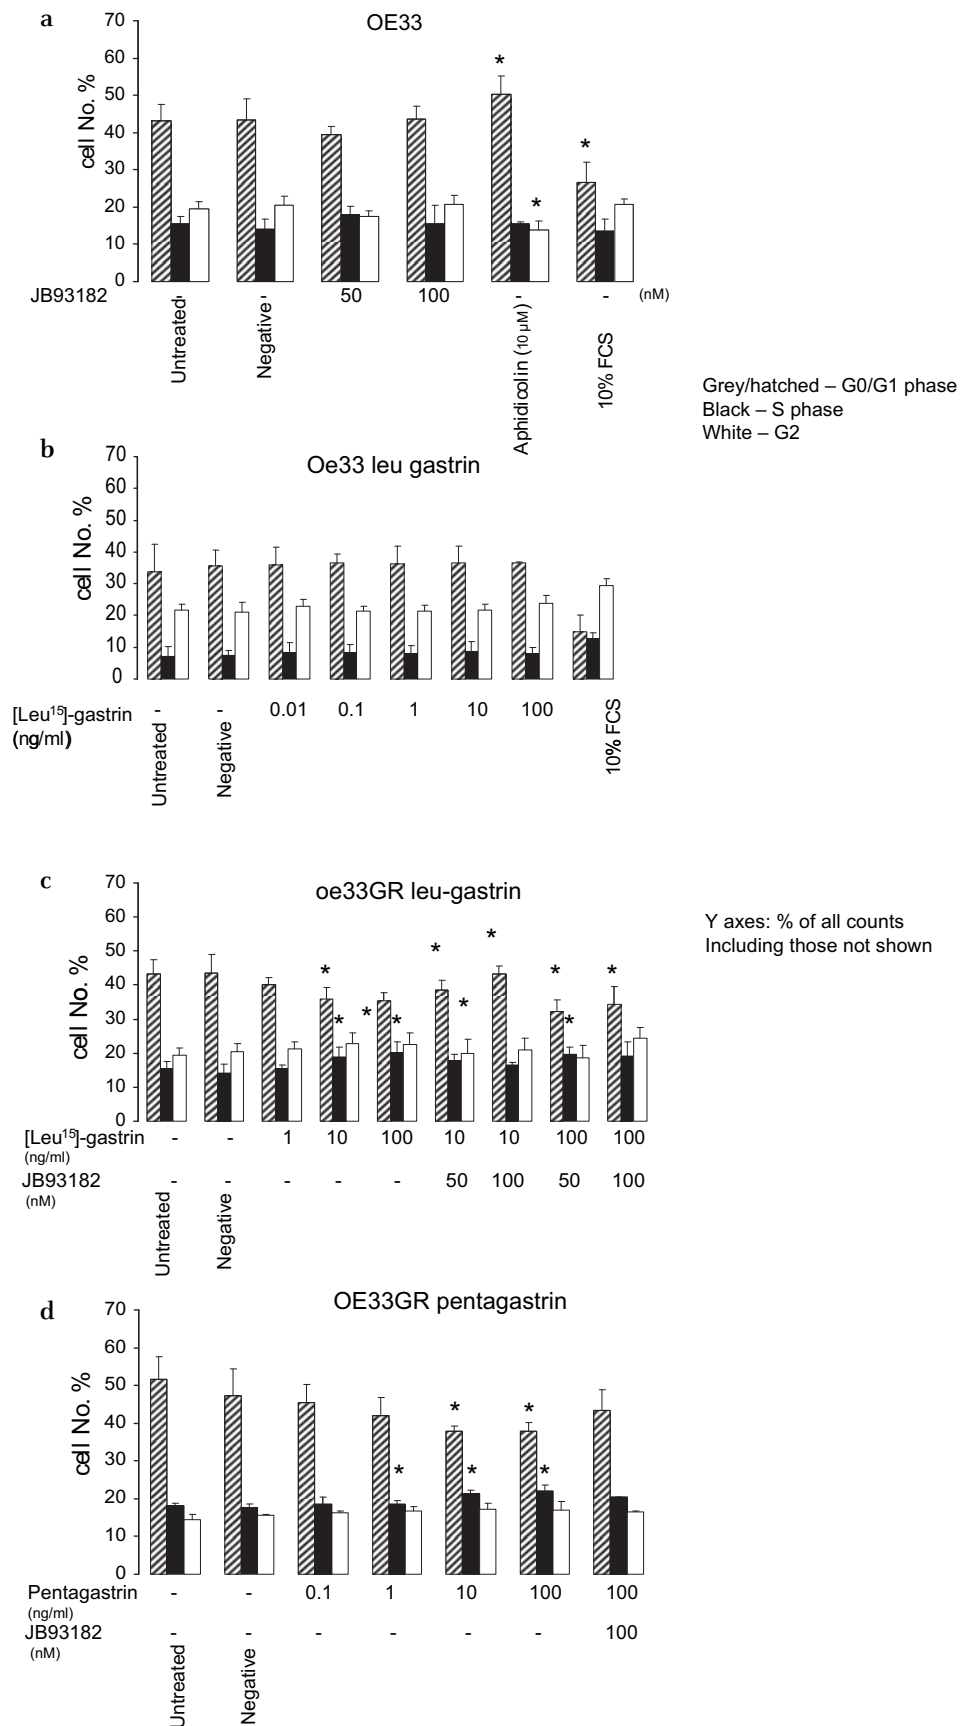 a
OE33
70
60
50
40
30
20
10
0
cell No. %
* * *
JB93182 - - 50 100 - - (nM)
Untreated
Negative
Aphidicolin (10 µM)
10% FCS
Grey/hatched – G0/G1 phase
Black – S phase
White – G2
b
Oe33 leu gastrin
70
60
50
40
30
20
10
0
cell No. %
[Leu15]-gastrin - - 0.01 0.1 1 10 100
(ng/ml)
Untreated
Negative
10% FCS
c
oe33GR leu-gastrin
70
60
50
40
30
20
10
0
cell No. %
* * * * * * * * * *
Y axes: % of all counts
Including those not shown
[Leu15]-gastrin - - 1 10 100 10 10 100 100
(ng/ml)
JB93182 - - - - - 50 100 50 100
(nM)
Untreated
Negative
d
OE33GR pentagastrin
70
60
50
40
30
20
10
0
cell No. %
* * * * *
Pentagastrin - - 0.1 1 10 100 100
(ng/ml)
JB93182 - - - - - - 100
(nM)
Untreated
Negative